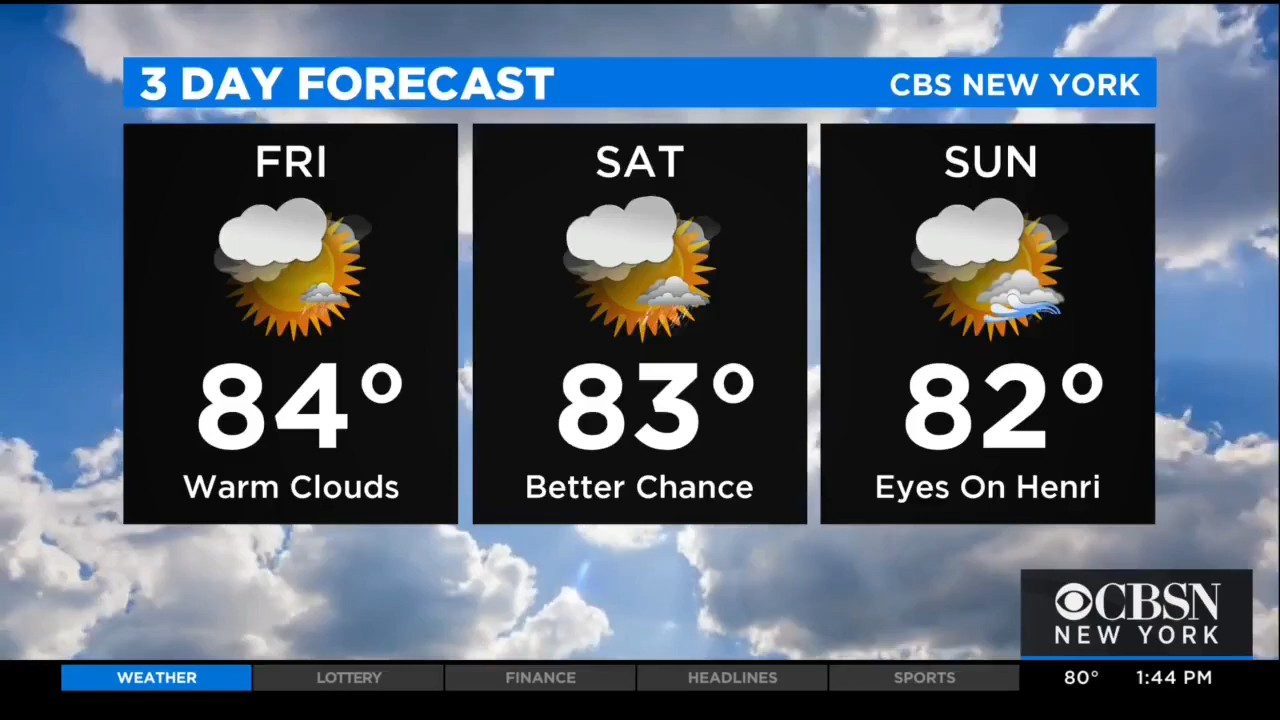 3 DAY FORECAST
CBS NEW YORK
FRI
84°
Warm Clouds
SAT
83°
Better Chance
SUN
82°
Eyes On Henri
CBSN
NEW YORK
WEATHER
LOTTERY
FINANCE
HEADLINES
SPORTS
80°
1:44 PM